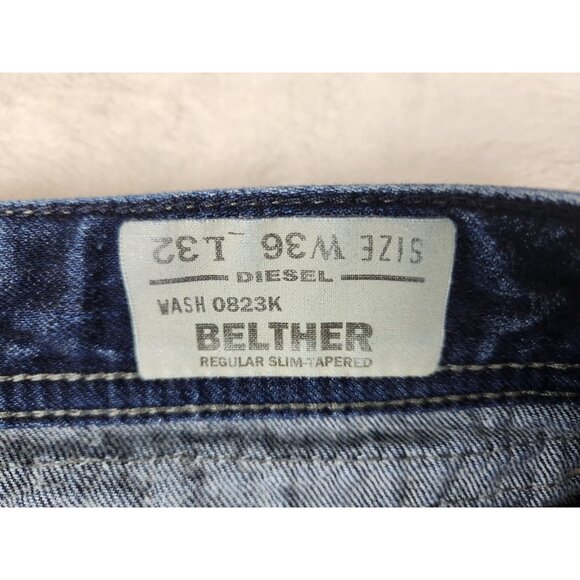 SIZE W36 L32
DIESEL
WASH 0823K
BELTHER
REGULAR SLIM-TAPERED